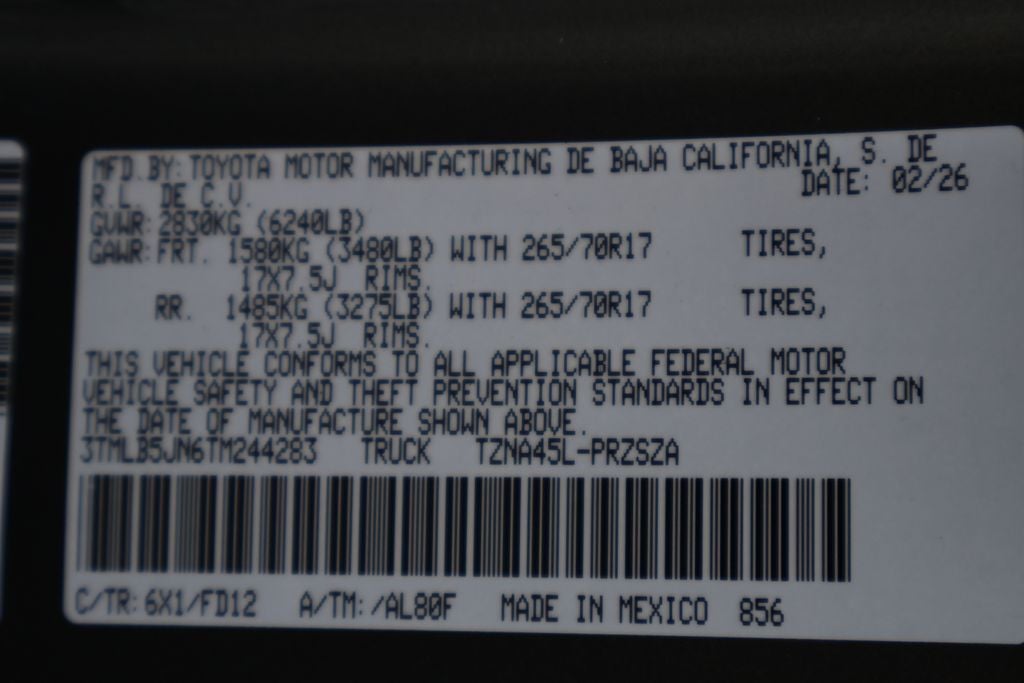 MFD.BY: TOYOTA MOTOR MANUFACTURING DE BAJA CALIFORNIA, S. DE
R.L. DE C.V. DATE: 02/26
GVWR: 2830KG (6240LB)
GAWR: FRT. 1580KG (3480LB) WITH 265/70R17 TIRES,
17X7.5J RIMS.
RR. 1485KG (3275LB) WITH 265/70R17 TIRES,
17X7.5J RIMS.
THIS VEHICLE CONFORMS TO ALL APPLICABLE FEDERAL MOTOR
VEHICLE SAFETY AND THEFT PREVENTION STANDARDS IN EFFECT ON
THE DATE OF MANUFACTURE SHOWN ABOVE.
3TMLB5JN6TM244283 TRUCK TZNA45L-PRZSZA
C/TR: 6X1/FD12 A/TM: /AL80F MADE IN MEXICO 856